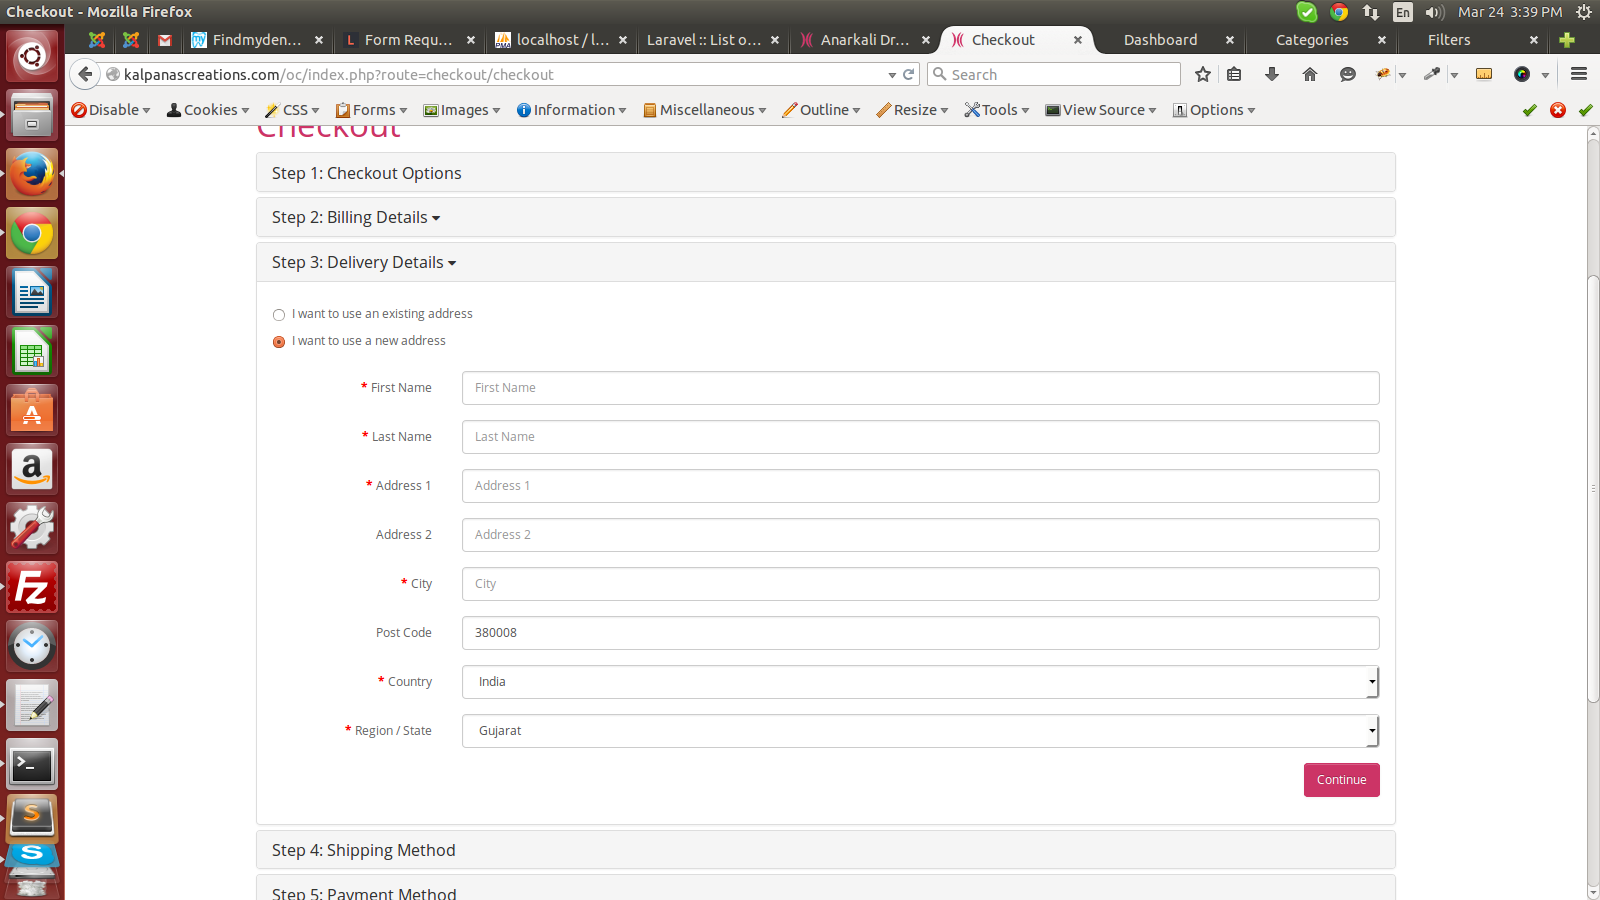 Checkout - Mozilla Firefox
En
Mar 24 3:39 PM
Findmyden...
Form Requ...
localhost / l...
Laravel :: List o...
Anarkali Dr...
Checkout
Dashboard
Categories
Filters
kalpanascreations.com/oc/index.php?route=checkout/checkout
Search
Disable
Cookies
CSS
Forms
Images
Information
Miscellaneous
Outline
Resize
Tools
View Source
Options
Checkout
Step 1: Checkout Options
Step 2: Billing Details
Step 3: Delivery Details
I want to use an existing address
I want to use a new address
* First Name
First Name
* Last Name
Last Name
* Address 1
Address 1
Address 2
Address 2
* City
City
Post Code
380008
* Country
India
* Region / State
Gujarat
Continue
Step 4: Shipping Method
Step 5: Payment Method